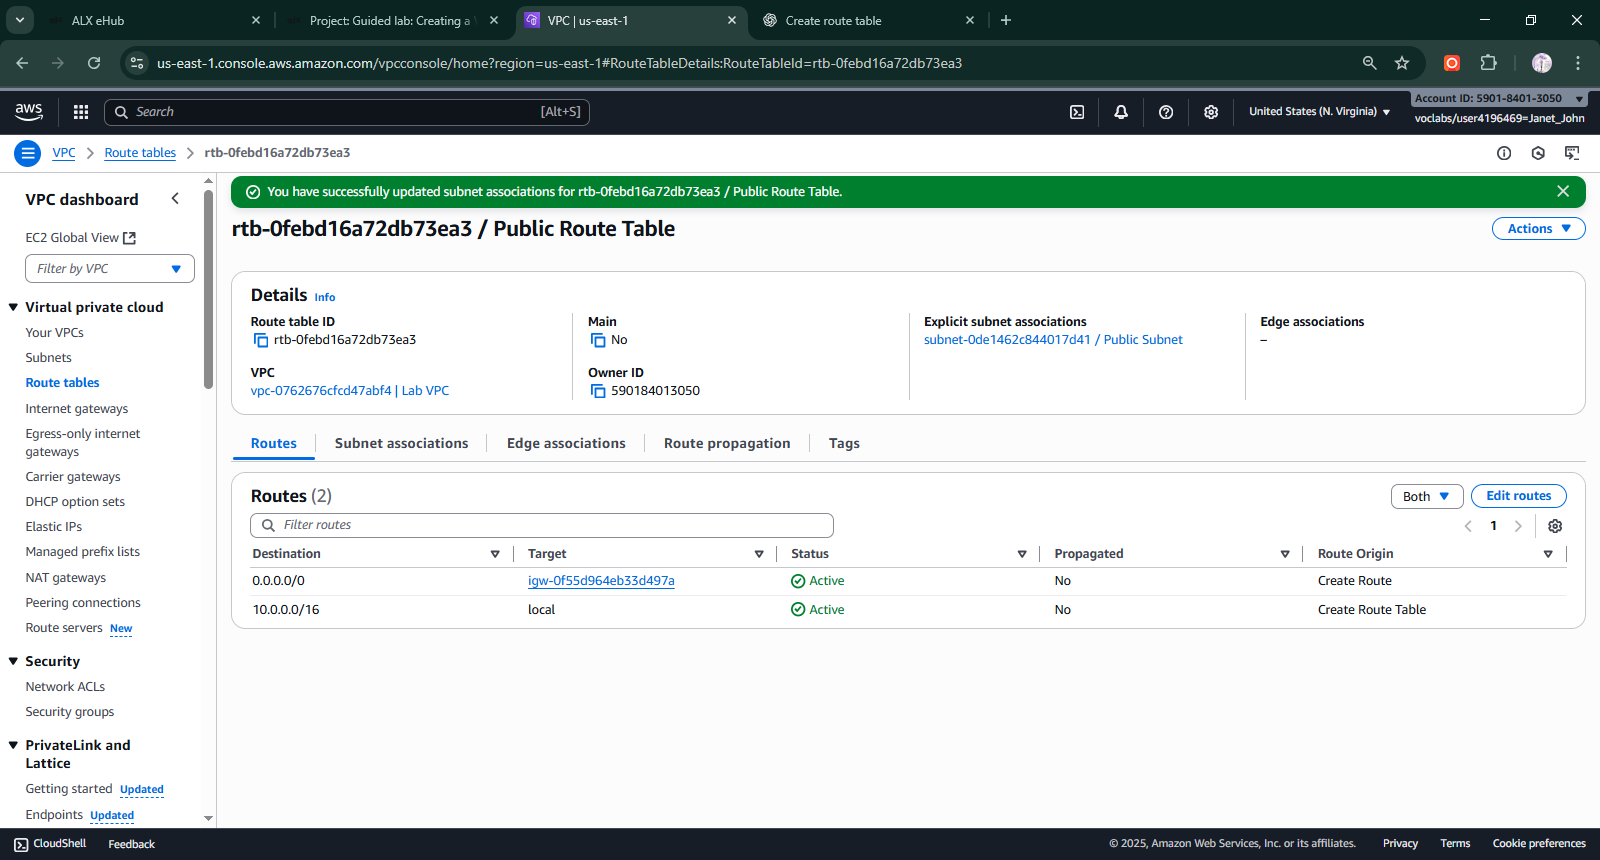 ALX eHub
Project: Guided lab: Creating a
VPC | us-east-1
Create route table
us-east-1.console.aws.amazon.com/vpcconsole/home?region=us-east-1#RouteTableDetails:RouteTableId=rtb-0febd16a72db73ea3
aws
Search
[Alt+S]
United States (N. Virginia)
Account ID: 5901-8401-3050
voclabs/user4196469=Janet_John
VPC
Route tables
rtb-0febd16a72db73ea3
VPC dashboard
EC2 Global View
Filter by VPC
Virtual private cloud
Your VPCs
Subnets
Route tables
Internet gateways
Egress-only internet
gateways
Carrier gateways
DHCP option sets
Elastic IPs
Managed prefix lists
NAT gateways
Peering connections
Route servers New
Security
Network ACLs
Security groups
PrivateLink and
Lattice
Getting started Updated
Endpoints Updated
You have successfully updated subnet associations for rtb-0febd16a72db73ea3 / Public Route Table.
rtb-0febd16a72db73ea3 / Public Route Table
Actions
Details Info
Route table ID
rtb-0febd16a72db73ea3
Main
No
Explicit subnet associations
subnet-0de1462c844017d41 / Public Subnet
Edge associations
–
VPC
vpc-0762676cfcd47abf4 | Lab VPC
Owner ID
590184013050
Routes
Subnet associations
Edge associations
Route propagation
Tags
Routes (2)
Both
Edit routes
Filter routes
1
Destination Target Status Propagated Route Origin
0.0.0.0/0 igw-0f55d964eb33d497a Active No Create Route
10.0.0.0/16 local Active No Create Route Table
CloudShell
Feedback
© 2025, Amazon Web Services, Inc. or its affiliates.
Privacy
Terms
Cookie preferences